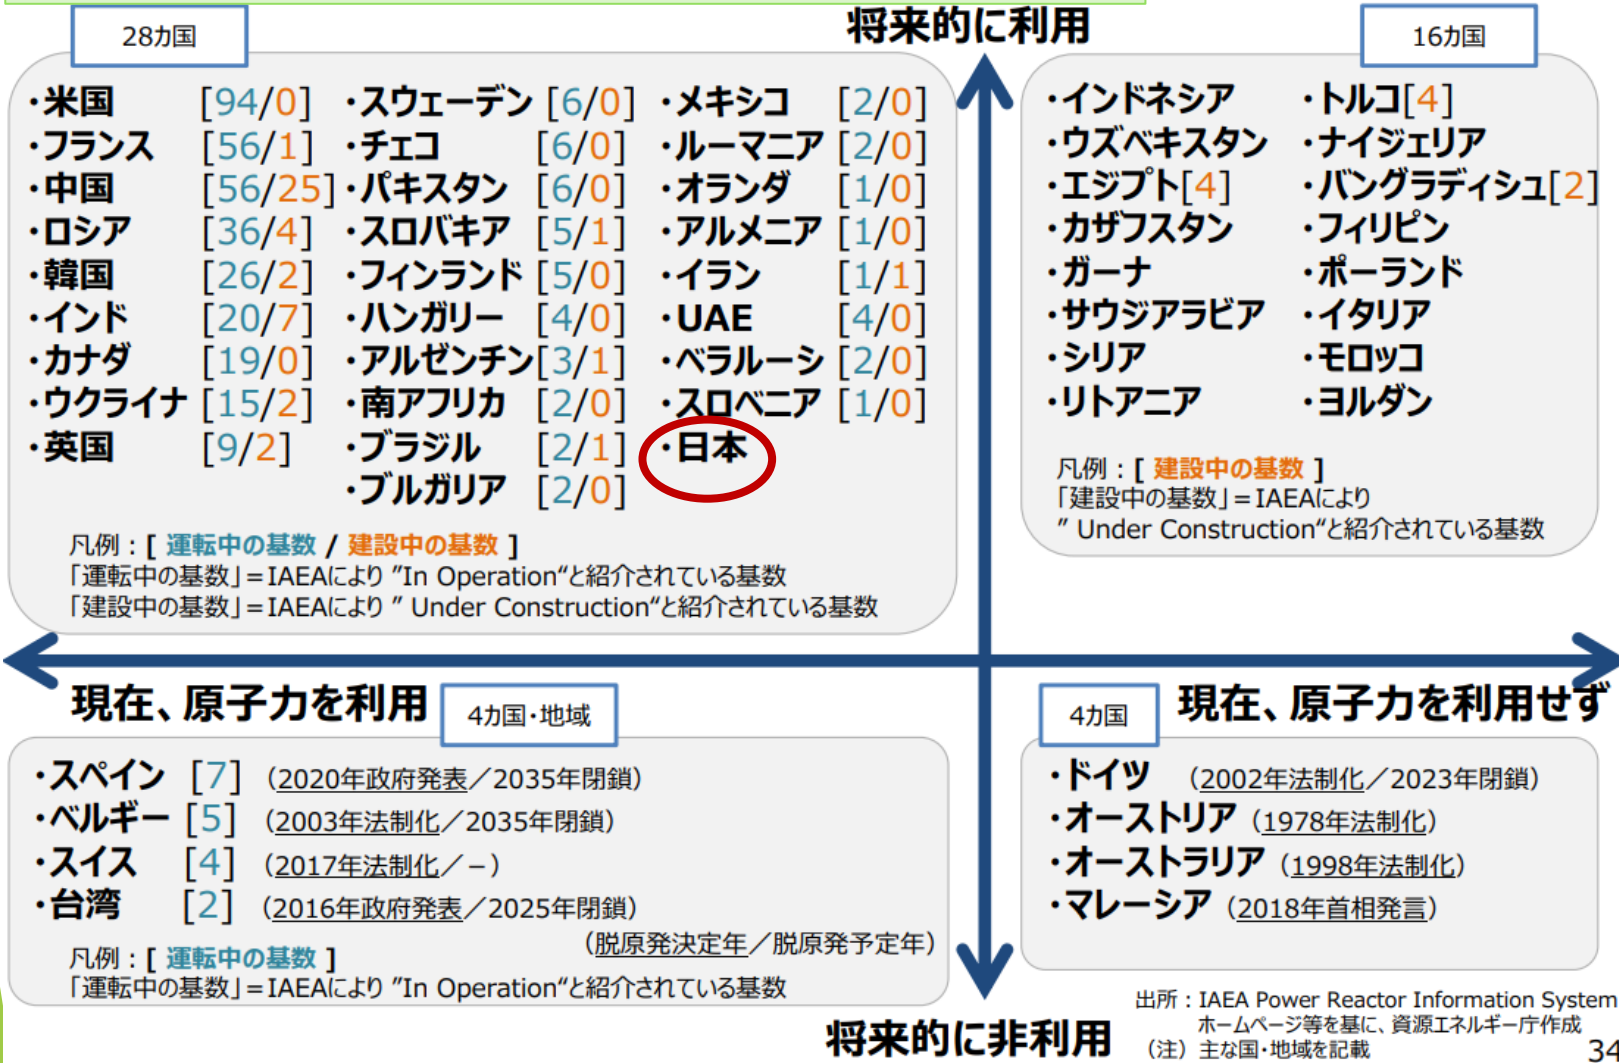 将来的に利用
28カ国
・米国 [94/0]
・フランス [56/1]
・中国 [56/25]
・ロシア [36/4]
・韓国 [26/2]
・インド [20/7]
・カナダ [19/0]
・ウクライナ [15/2]
・英国 [9/2]
・スウェーデン [6/0]
・チェコ [6/0]
・パキスタン [6/0]
・スロバキア [5/1]
・フィンランド [5/0]
・ハンガリー [4/0]
・アルゼンチン[3/1]
・南アフリカ [2/0]
・ブラジル [2/1]
・ブルガリア [2/0]
・メキシコ [2/0]
・ルーマニア [2/0]
・オランダ [1/0]
・アルメニア [1/0]
・イラン [1/1]
・UAE [4/0]
・ベラルーシ [2/0]
・スロベニア [1/0]
・日本
凡例：[ 運転中の基数 / 建設中の基数 ]
「運転中の基数」=IAEAにより ”In Operation“と紹介されている基数
「建設中の基数」=IAEAにより ” Under Construction“と紹介されている基数
16カ国
・インドネシア
・ウズベキスタン
・エジプト[4]
・カザフスタン
・ガーナ
・サウジアラビア
・シリア
・リトアニア
・トルコ[4]
・ナイジェリア
・バングラディシュ[2]
・フィリピン
・ポーランド
・イタリア
・モロッコ
・ヨルダン
凡例：[ 建設中の基数 ]
「建設中の基数」=IAEAにより
” Under Construction“と紹介されている基数
現在、原子力を利用
4カ国・地域
・スペイン [7] （2020年政府発表／2035年閉鎖）
・ベルギー [5] （2003年法制化／2035年閉鎖）
・スイス [4] （2017年法制化／－）
・台湾 [2] （2016年政府発表／2025年閉鎖）
（脱原発決定年／脱原発予定年）
凡例：[ 運転中の基数 ]
「運転中の基数」=IAEAにより ”In Operation“と紹介されている基数
4カ国
現在、原子力を利用せず
・ドイツ （2002年法制化／2023年閉鎖）
・オーストリア（1978年法制化）
・オーストラリア（1998年法制化）
・マレーシア（2018年首相発言）
将来的に非利用
出所：IAEA Power Reactor Information System
ホームページ等を基に、資源エネルギー庁作成
（注）主な国・地域を記載
34